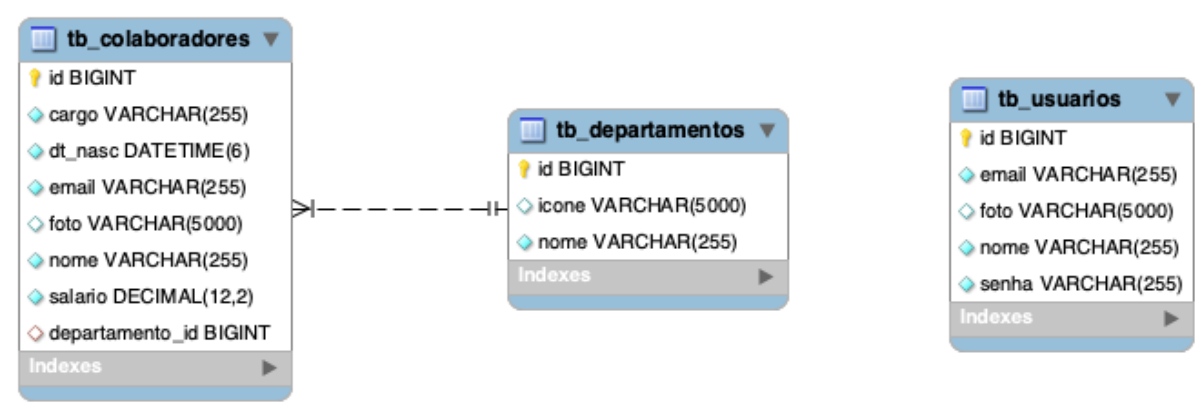 tb_colaboradores
id BIGINT
cargo VARCHAR(255)
dt_nasc DATETIME(6)
email VARCHAR(255)
foto VARCHAR(5000)
nome VARCHAR(255)
salario DECIMAL(12,2)
departamento_id BIGINT
Indexes
tb_departamentos
id BIGINT
icone VARCHAR(5000)
nome VARCHAR(255)
Indexes
tb_usuarios
id BIGINT
email VARCHAR(255)
foto VARCHAR(5000)
nome VARCHAR(255)
senha VARCHAR(255)
Indexes